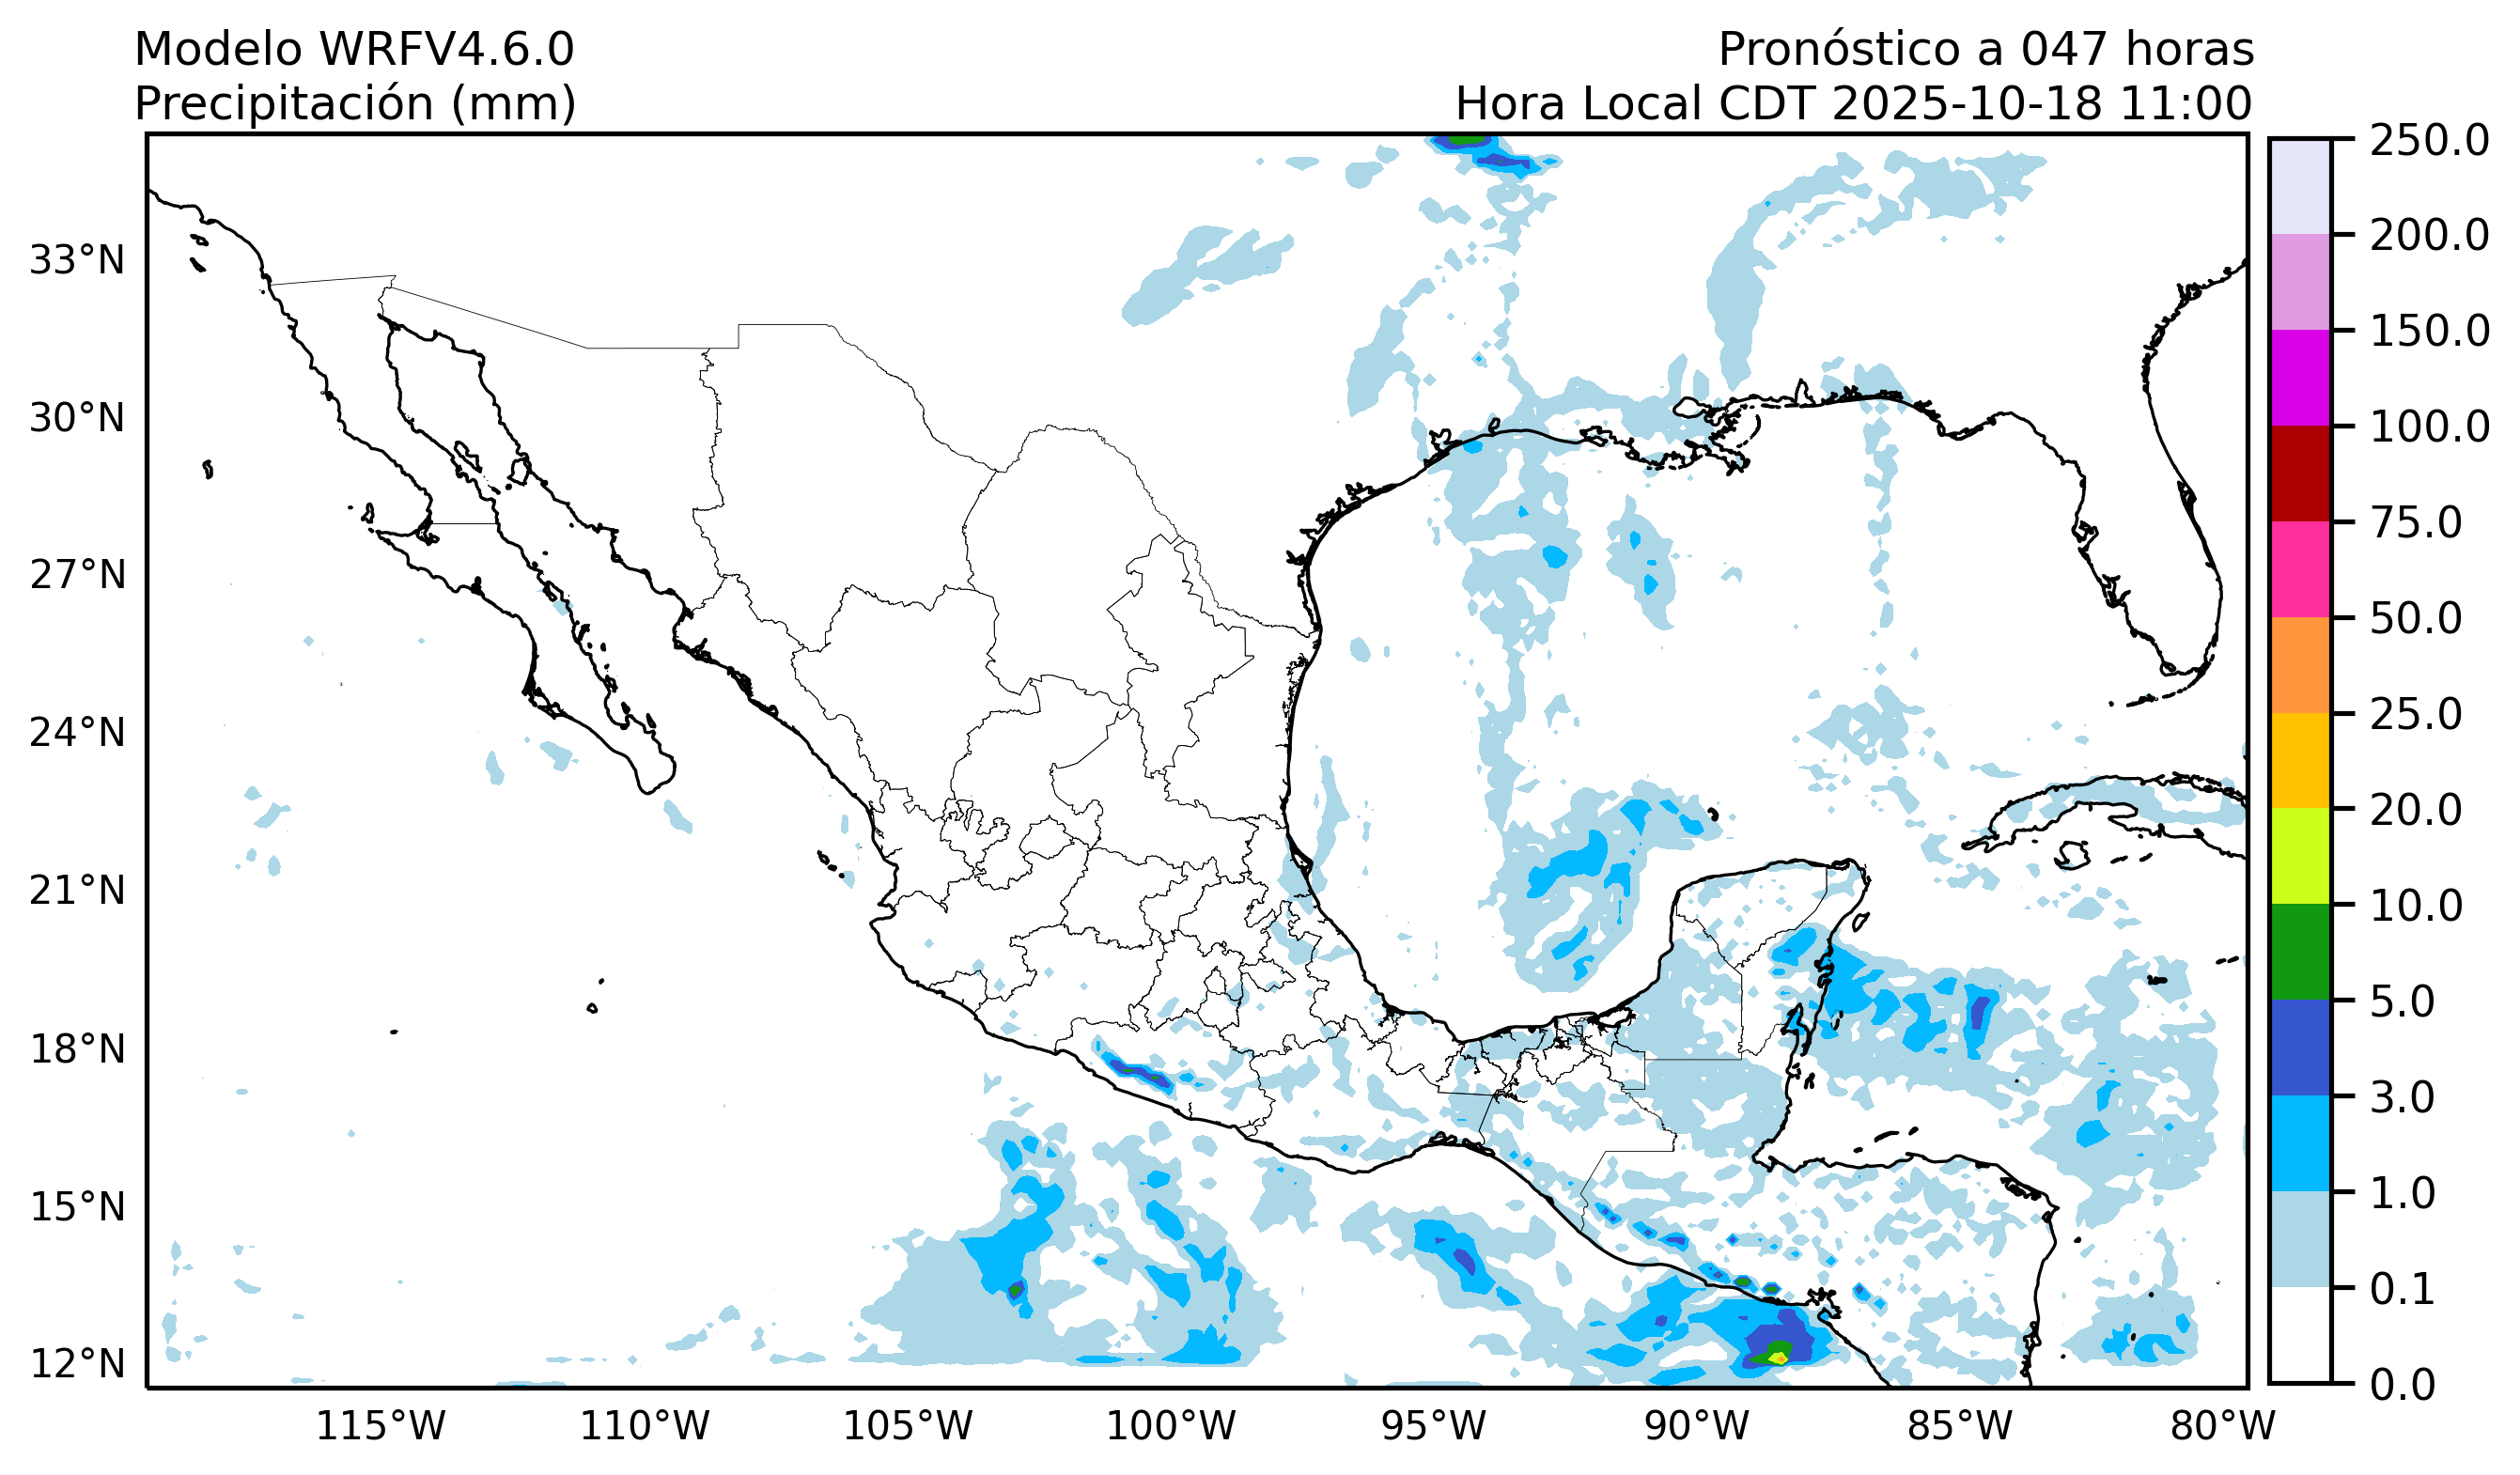 Modelo WRFV4.6.0
Precipitación (mm)
Pronóstico a 047 horas
Hora Local CDT 2025-10-18 11:00
33°N
30°N
27°N
24°N
21°N
18°N
15°N
12°N
115°W
110°W
105°W
100°W
95°W
90°W
85°W
80°W
250.0
200.0
150.0
100.0
75.0
50.0
25.0
20.0
10.0
5.0
3.0
1.0
0.1
0.0